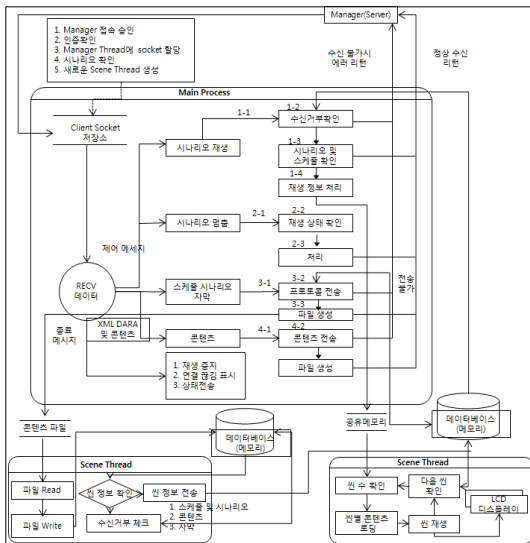 Manager(Server)
1. Manager 접속 승인
2. 인증확인
3. Manager Thread에 socket 할당
4. 시나리오 확인
5. 새로운 Scene Thread 생성
수신 불가시
에러 리턴
정상 수신
리턴
Main Process
Client Socket
저장소
1-1
1-2
수신거부확인
시나리오 재생
1-3
시나리오 및
스케쥴 확인
1-4
재생 정보 처리
시나리오 멈춤
2-1
2-2
재생 상태 확인
제어 메세지
2-3
처리
RECV
데이터
스케쥴 시나리오
자막
3-1
3-2
프로토콜 전송
전송
불가
3-3
파일 생성
종료
메시지
XML DARA
및 콘텐츠
콘텐츠
4-1
4-2
콘텐츠 전송
파일 생성
1. 재생 중지
2. 연결 끊김 표시
3. 상태전송
콘텐츠 파일
데이터베이스
(메모리)
공유메모리
데이터베이스
(메모리)
Scene Thread
Scene Thread
파일 Read
씬 정보 확인
씬 정보 전송
씬 수 확인
다음 씬
확인
1. 스케쥴 및 시나리오
2. 콘텐츠
3. 자막
LCD
디스플레이
파일 Write
수신거부 체크
씬별 콘텐츠
로딩
씬 재생